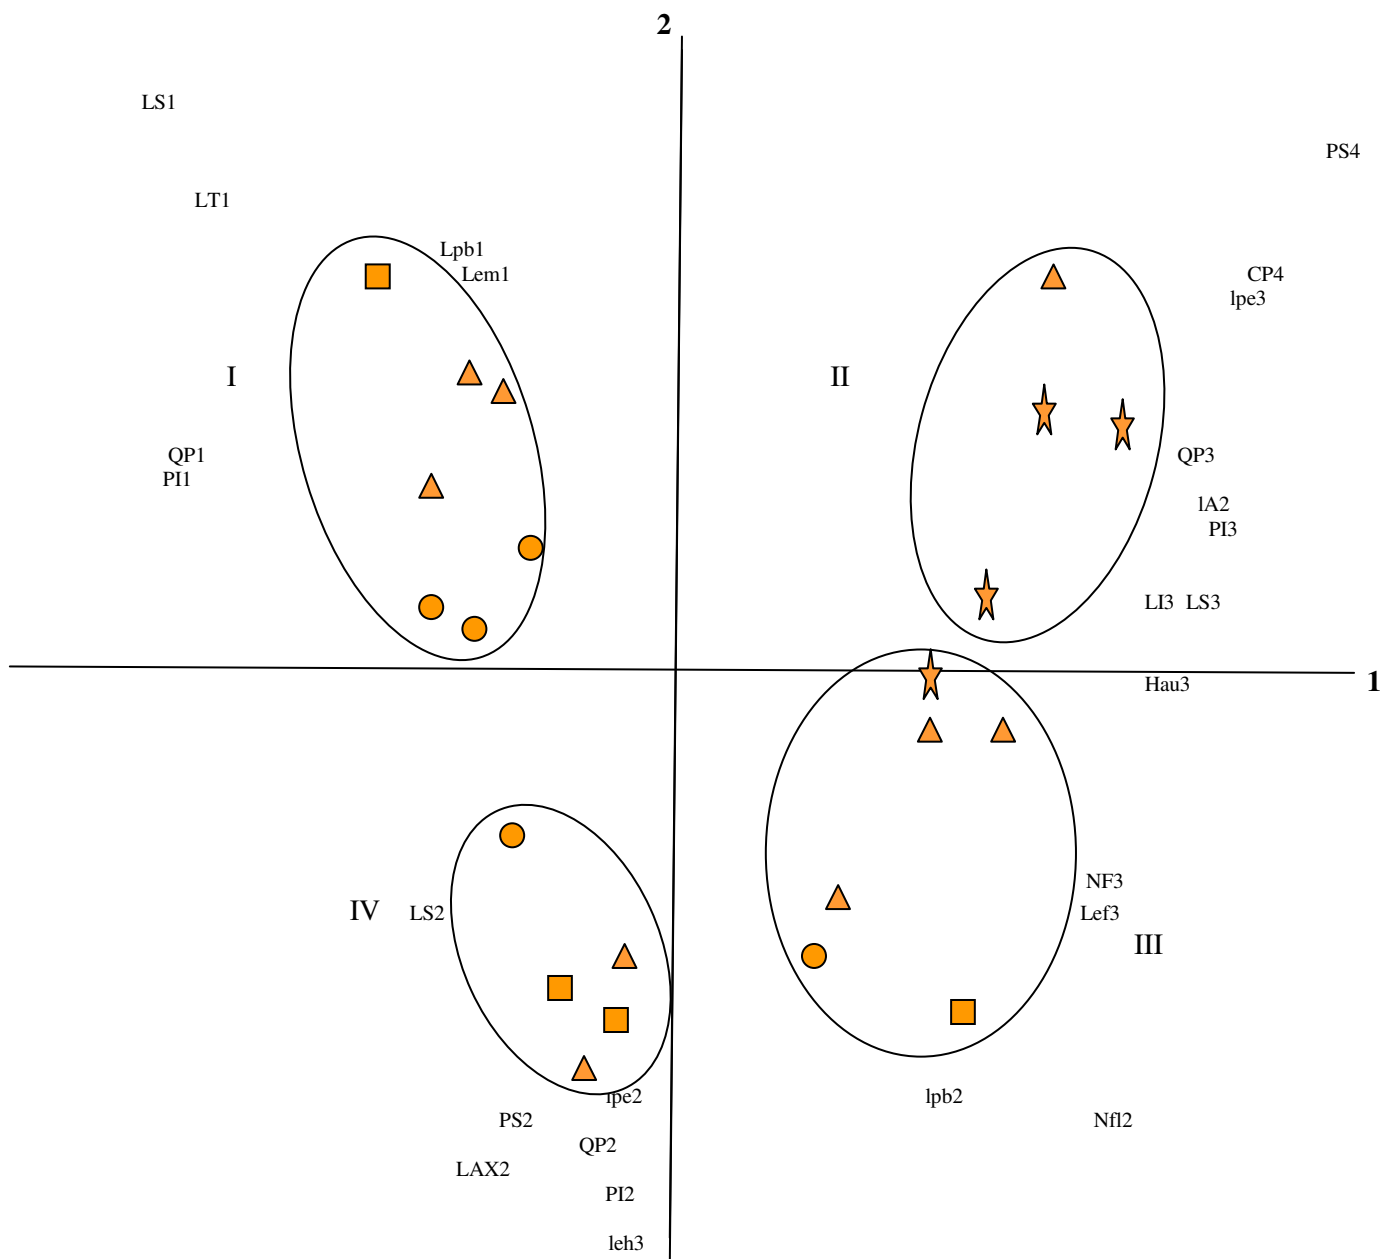 2
LS1
PS4
LT1
Lpb1
Lem1
CP4
lpe3
I
II
QP1
QP3
PI1
lA2
PI3
LI3 LS3
1
Hau3
NF3
IV
LS2
Lef3
III
lpe2
lpb2
PS2
Nfl2
QP2
LAX2
PI2
leh3